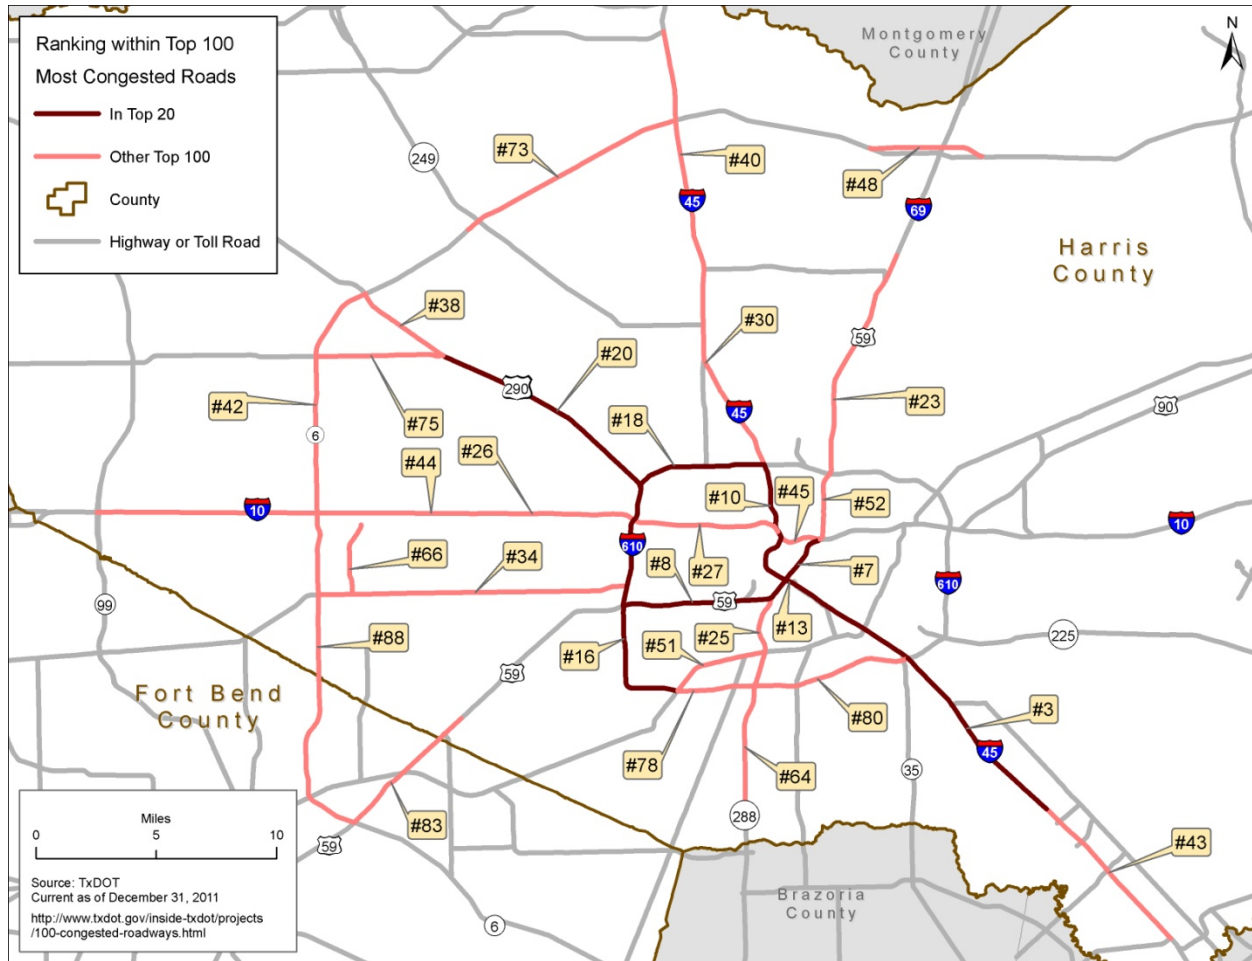 Ranking within Top 100
Most Congested Roads
In Top 20
Other Top 100
County
Highway or Toll Road
Montgomery
County
N
#73
249
#40
#48
45
69
Harris
County
#38
#30
#20
59
290
#42
#75
#18
45
#23
90
6
#44
#26
#10
#45
#52
10
10
610
#66
#34
#8
#27
#7
610
99
59
#13
225
#88
#16
#51
#25
59
Fort Bend
County
#3
#80
45
#78
#64
35
288
#83
59
#43
6
Brazoria
County
Miles
0 5 10
Source: TxDOT
Current as of December 31, 2011
http://www.txdot.gov/inside-txdot/projects
/100-congested-roadways.html